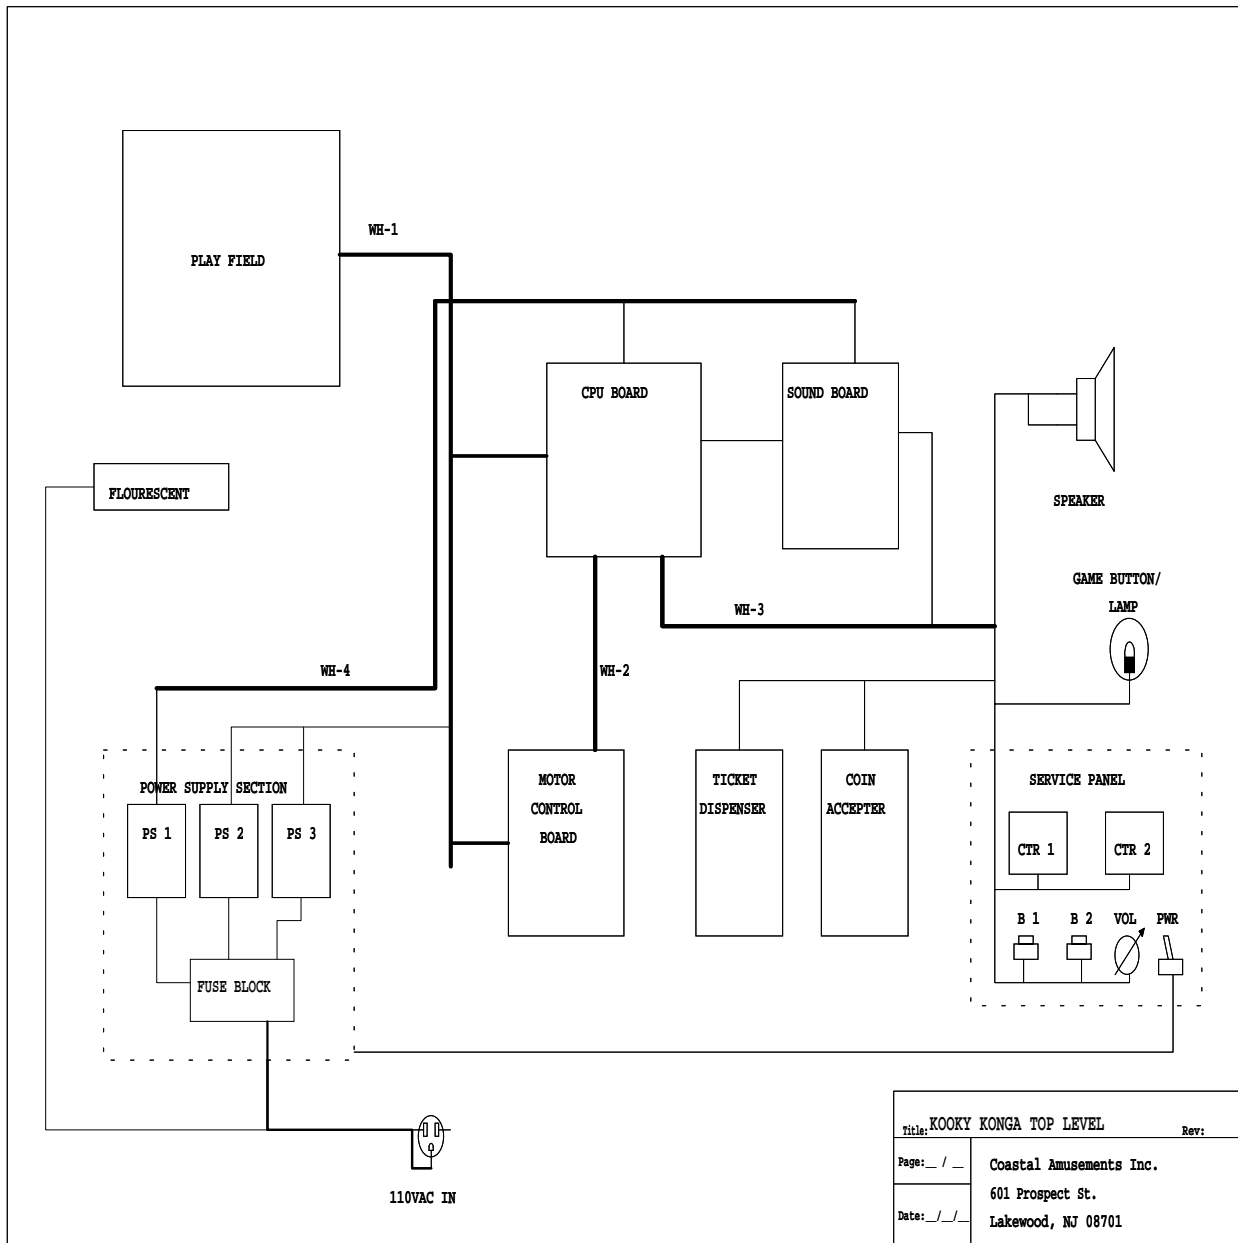 WH-1
PLAY FIELD
CPU BOARD
SOUND BOARD
FLOURESCENT
SPEAKER
GAME BUTTON/
LAMP
WH-3
WH-4
WH-2
POWER SUPPLY SECTION
PS 1
PS 2
PS 3
FUSE BLOCK
MOTOR
CONTROL
BOARD
TICKET
DISPENSER
COIN
ACCEPTER
SERVICE PANEL
CTR 1
CTR 2
B 1
B 2
VOL
PWR
110VAC IN
Title: KOOKY KONGA TOP LEVEL
Rev:
Page:__ / __
Date:__/__/__
Coastal Amusements Inc.
601 Prospect St.
Lakewood, NJ 08701